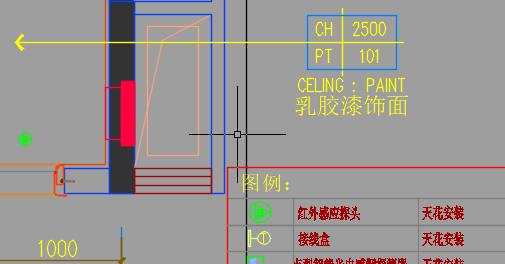 CH 2500
PT 101
CELING : PAINT
乳胶漆饰面
图例：
红外感应探头 天花安装
接线盒 天花安装
1000